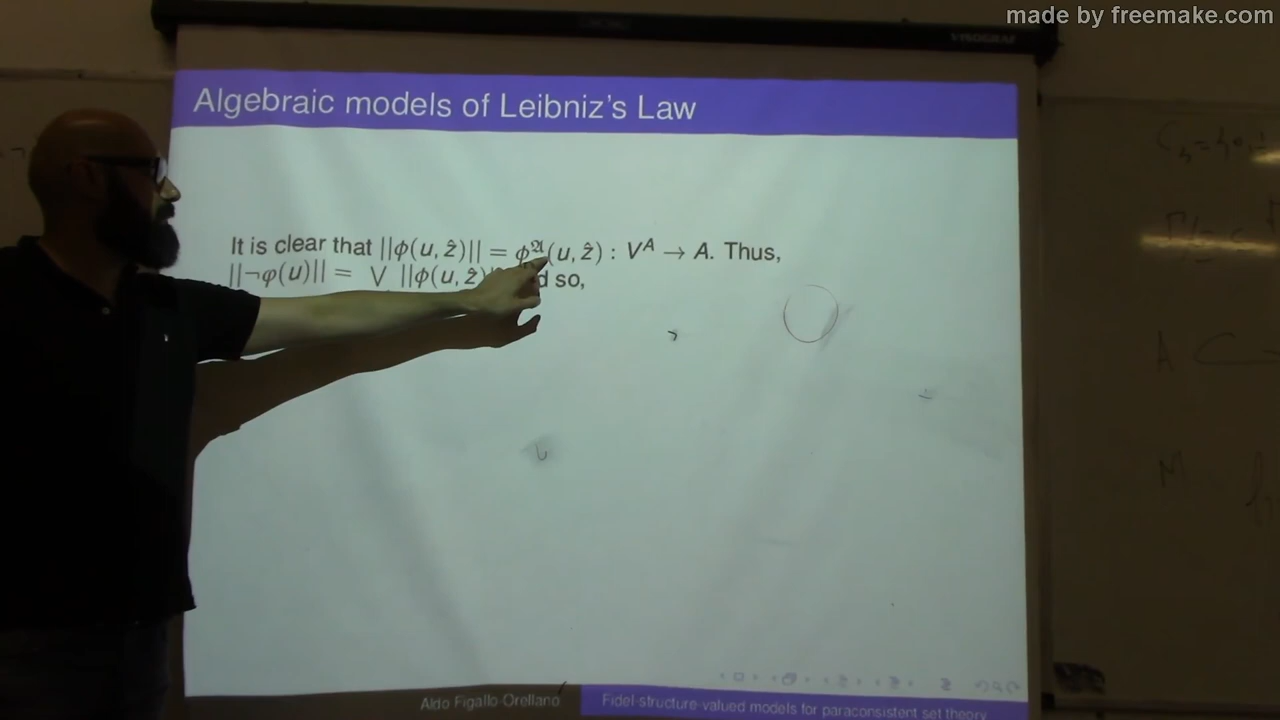 made by freemake.com
Algebraic models of Leibniz's Law
It is clear that ||ϕ(u, ẑ)|| = ϕ^𝔄(u, ẑ) : V^A → A. Thus,
||¬φ(u)|| = ⋁ ||ϕ(u, ẑ)|| so,
Aldo Figallo-Orellano
Fidel-structure-valued models for paraconsistent set theory